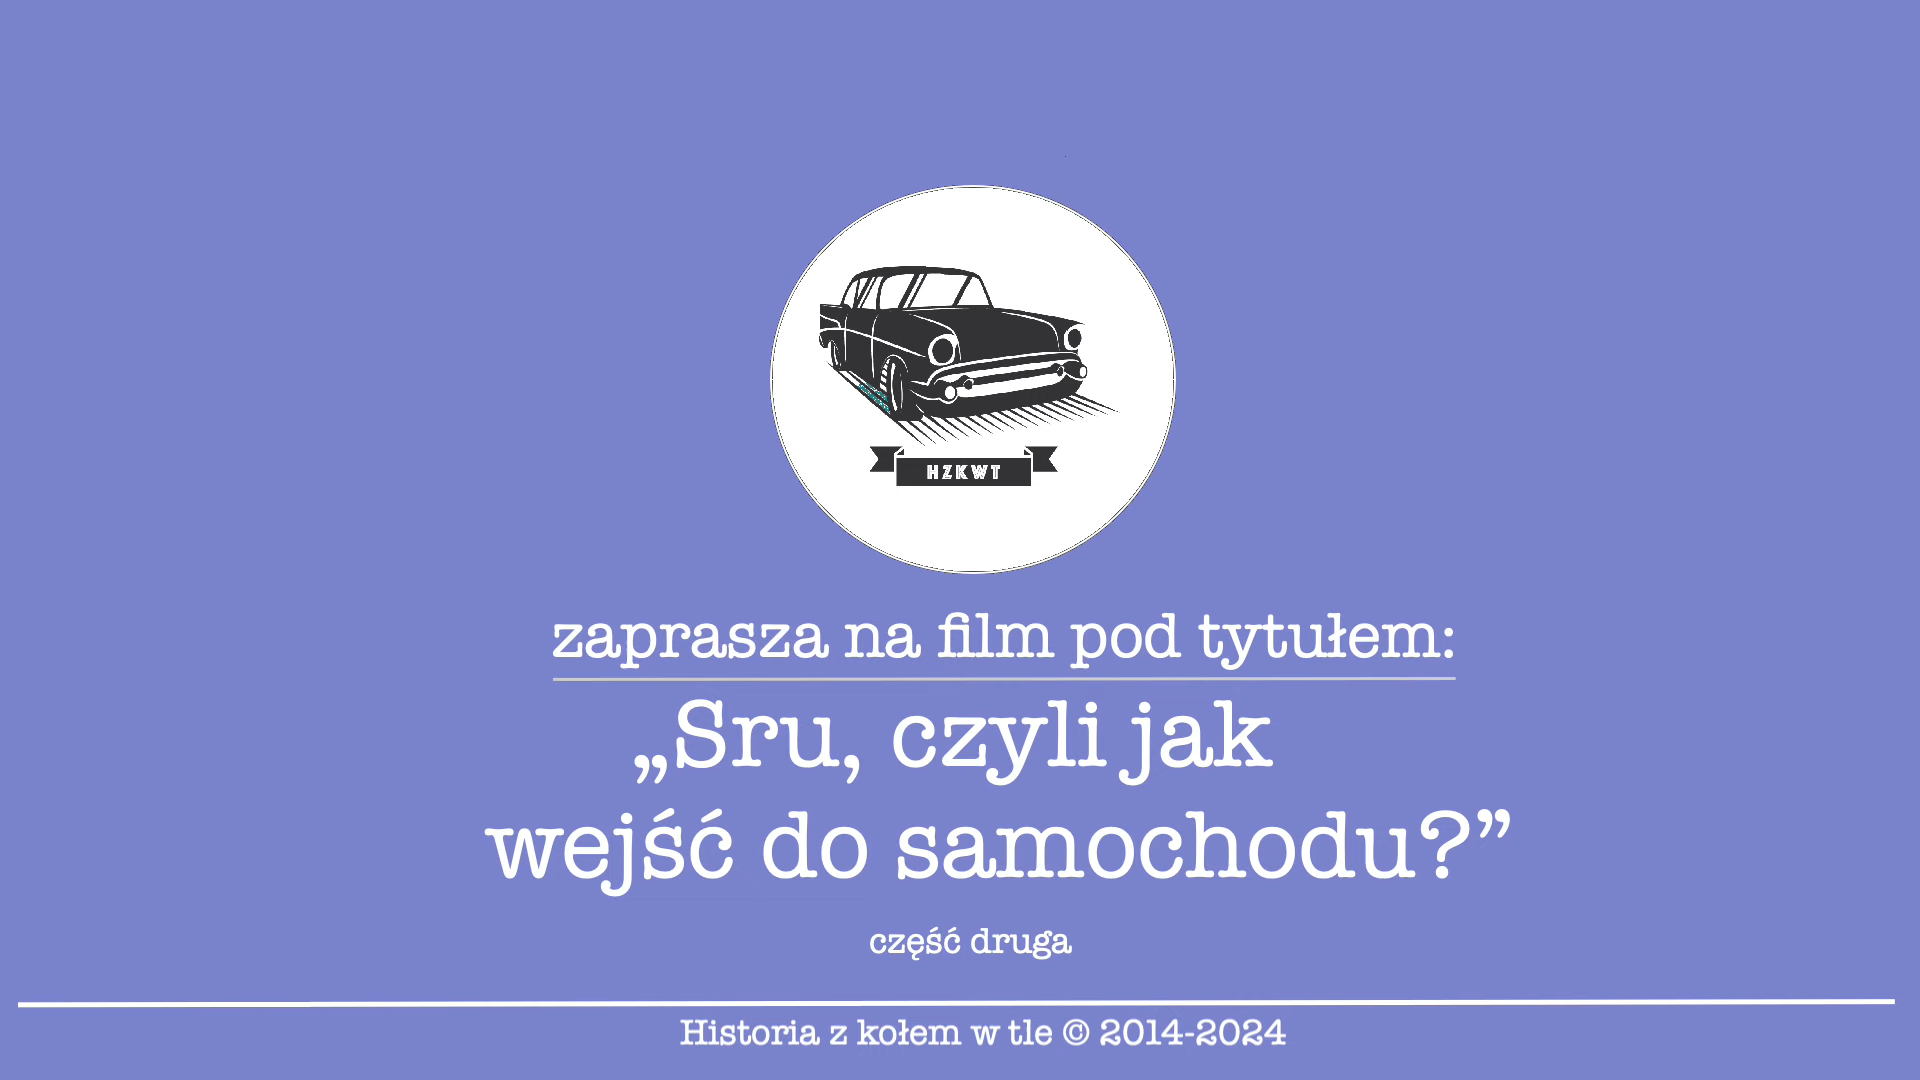 HZKWT
zaprasza na film pod tytułem:
„Sru, czyli jak
wejść do samochodu?”
część druga
Historia z kołem w tle © 2014-2024